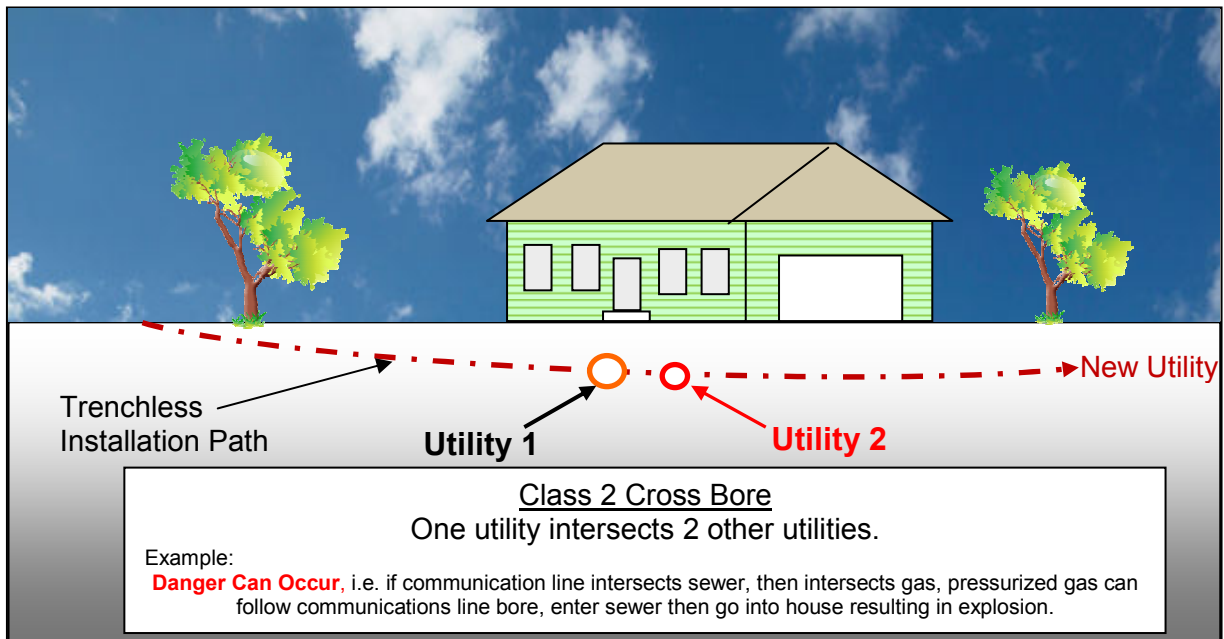 New Utility
Trenchless
Installation Path
Utility 1
Utility 2
Class 2 Cross Bore
One utility intersects 2 other utilities.
Example:
Danger Can Occur, i.e. if communication line intersects sewer, then intersects gas, pressurized gas can
follow communications line bore, enter sewer then go into house resulting in explosion.